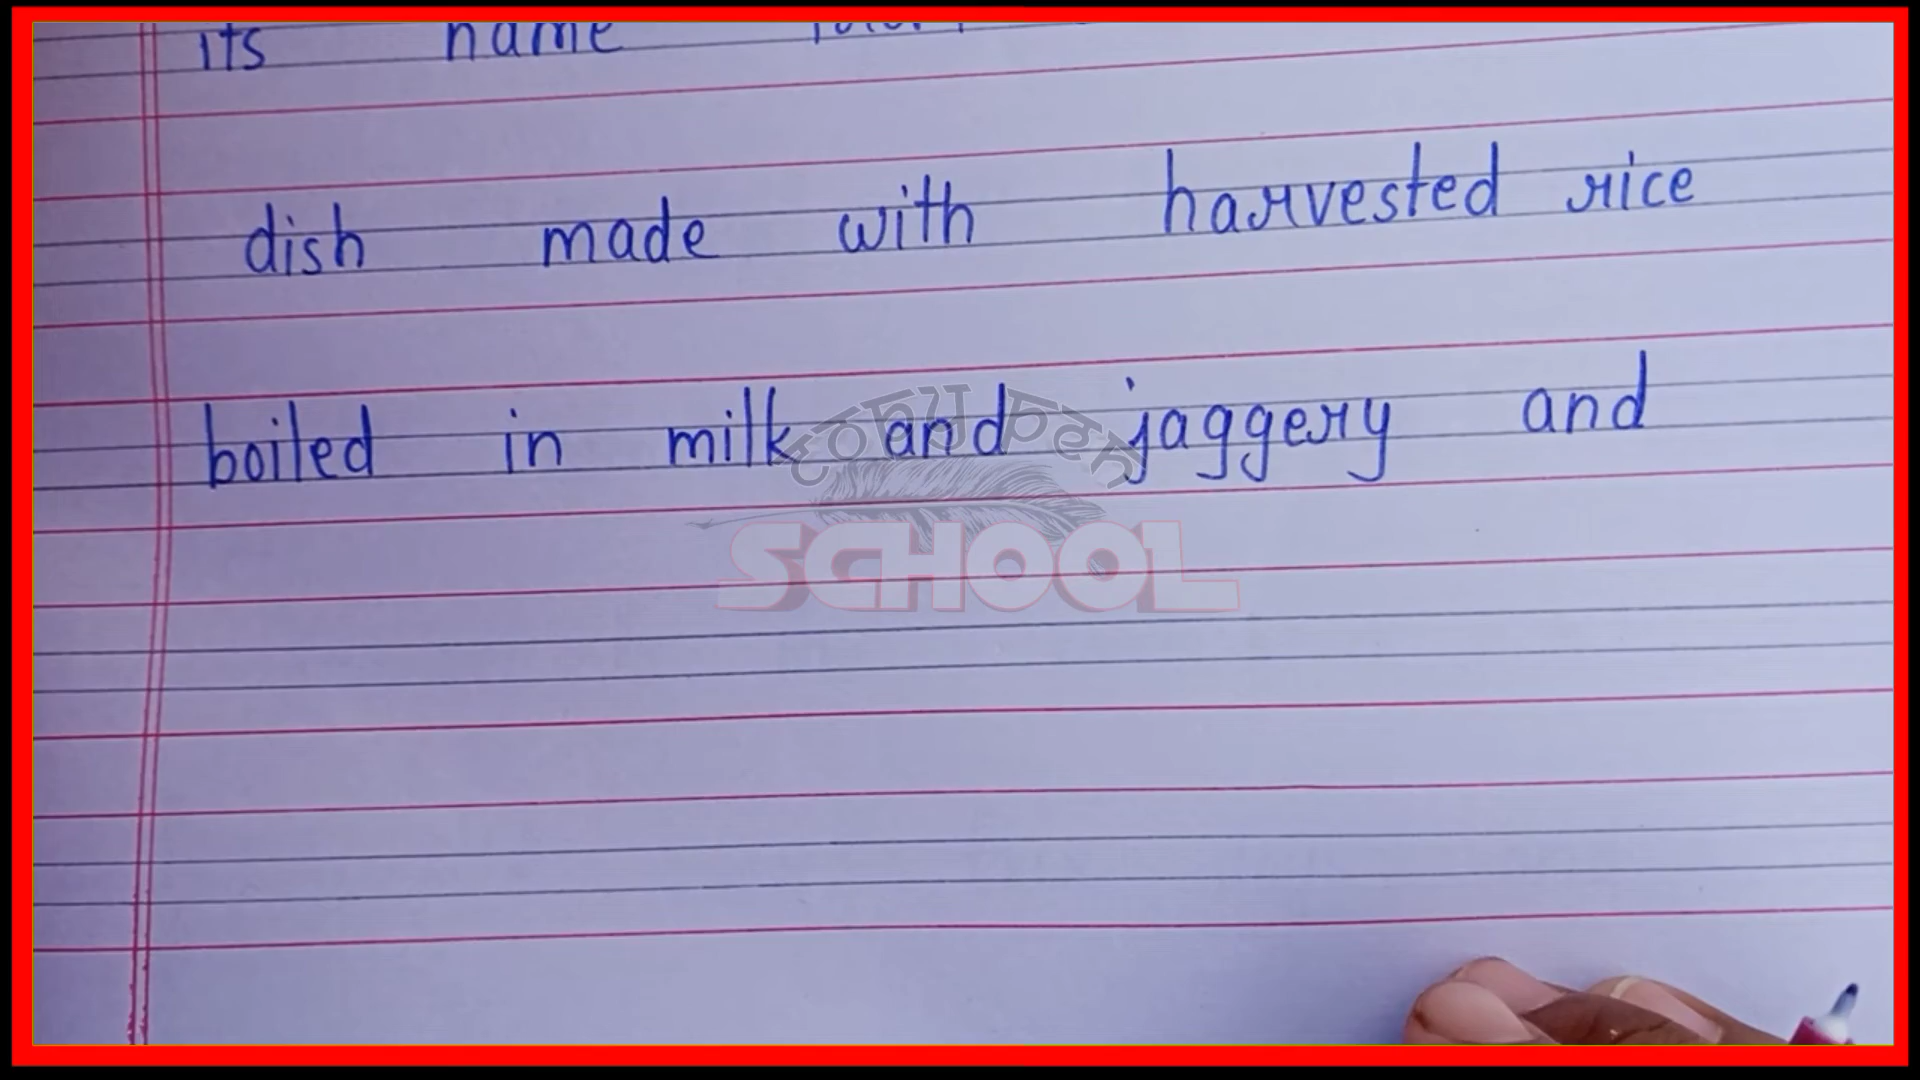 its name
dish made with harvested rice
boiled in milk and jaggery and
SCHOOL